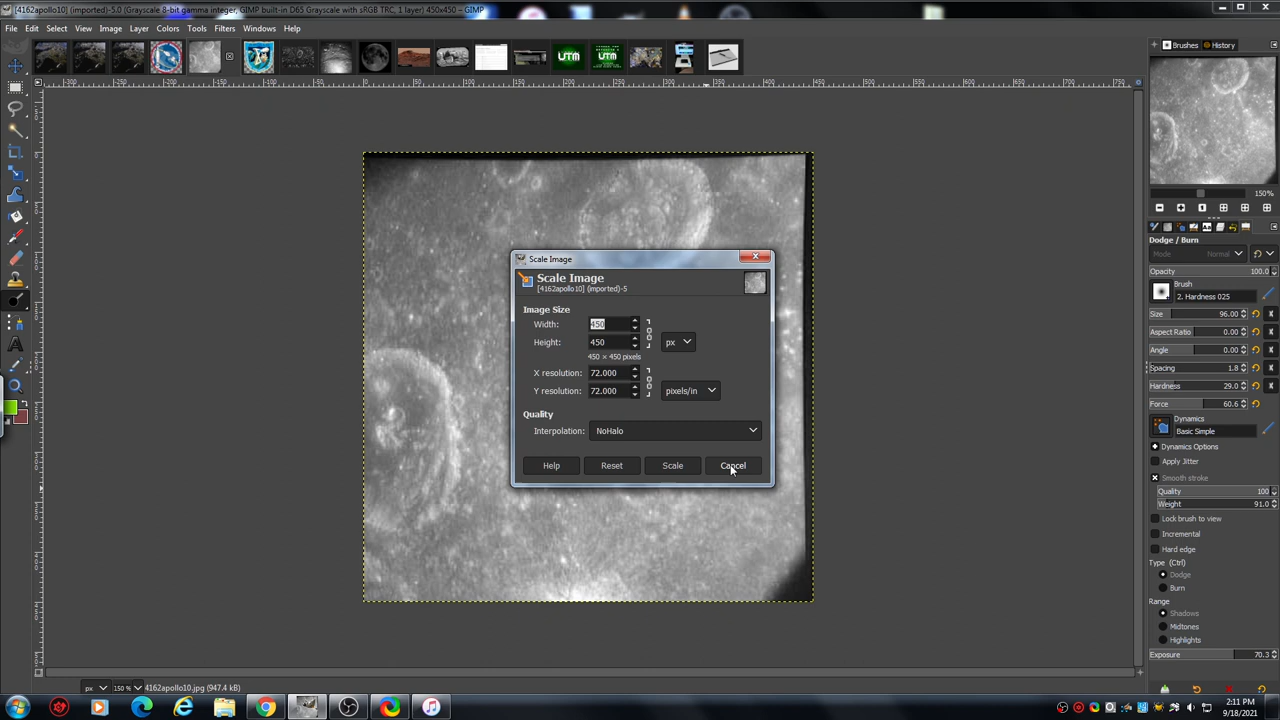 [4162apollo10] (imported)-5.0 (Grayscale 8-bit gamma integer, GIMP built-in D65 Grayscale with sRGB TRC, 1 layer) 450x450 – GIMP
File Edit Select View Image Layer Colors Tools Filters Windows Help
UTM UTM
Brushes History
150%
Dodge / Burn
Mode Normal
Opacity 100.0
Brush
2. Hardness 025
Size 96.00
Aspect Ratio 0.00
Angle 0.00
Spacing 1.8
Hardness 29.0
Force 60.6
Dynamics
Basic Simple
Dynamics Options
Apply Jitter
Smooth stroke
Quality 100
Weight 91.0
Lock brush to view
Incremental
Hard edge
Type (Ctrl)
Dodge
Burn
Range
Shadows
Midtones
Highlights
Exposure 70.3
Scale Image
Scale Image
[4162apollo10] (imported)-5
Image Size
Width: 450
Height: 450 px
450 × 450 pixels
X resolution: 72.000
Y resolution: 72.000 pixels/in
Quality
Interpolation: NoHalo
Help Reset Scale Cancel
px 150 % 4162apollo10.jpg (947.4 kB)
2:11 PM
9/18/2021